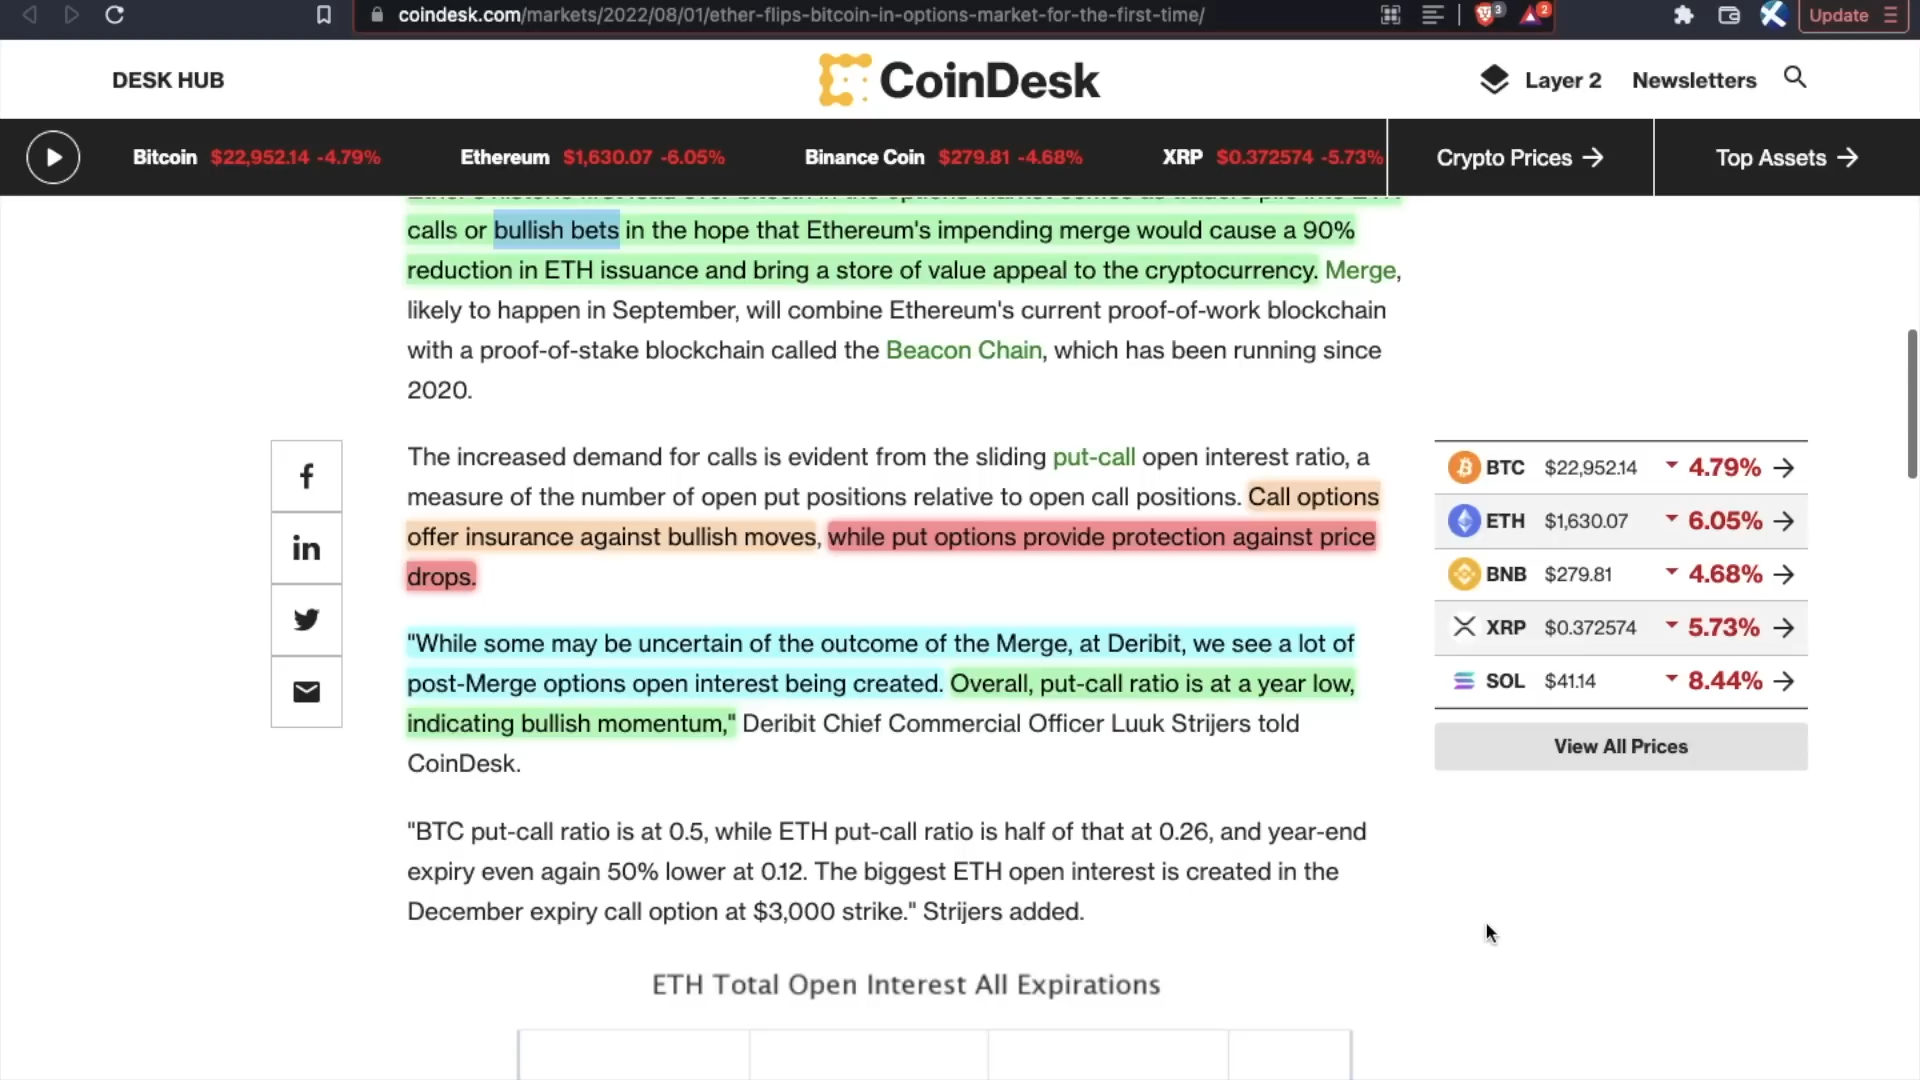 coindesk.com/markets/2022/08/01/ether-flips-bitcoin-in-options-market-for-the-first-time/
3
2
Update
DESK HUB
CoinDesk
Layer 2
Newsletters
Bitcoin $22,952.14 -4.79%
Ethereum $1,630.07 -6.05%
Binance Coin $279.81 -4.68%
XRP $0.372574 -5.73%
Crypto Prices
Top Assets
calls or bullish bets in the hope that Ethereum's impending merge would cause a 90%
reduction in ETH issuance and bring a store of value appeal to the cryptocurrency. Merge,
likely to happen in September, will combine Ethereum's current proof-of-work blockchain
with a proof-of-stake blockchain called the Beacon Chain, which has been running since
2020.
The increased demand for calls is evident from the sliding put-call open interest ratio, a
measure of the number of open put positions relative to open call positions. Call options
offer insurance against bullish moves, while put options provide protection against price
drops.
"While some may be uncertain of the outcome of the Merge, at Deribit, we see a lot of
post-Merge options open interest being created. Overall, put-call ratio is at a year low,
indicating bullish momentum," Deribit Chief Commercial Officer Luuk Strijers told
CoinDesk.
"BTC put-call ratio is at 0.5, while ETH put-call ratio is half of that at 0.26, and year-end
expiry even again 50% lower at 0.12. The biggest ETH open interest is created in the
December expiry call option at $3,000 strike." Strijers added.
ETH Total Open Interest All Expirations
BTC $22,952.14 4.79%
ETH $1,630.07 6.05%
BNB $279.81 4.68%
XRP $0.372574 5.73%
SOL $41.14 8.44%
View All Prices